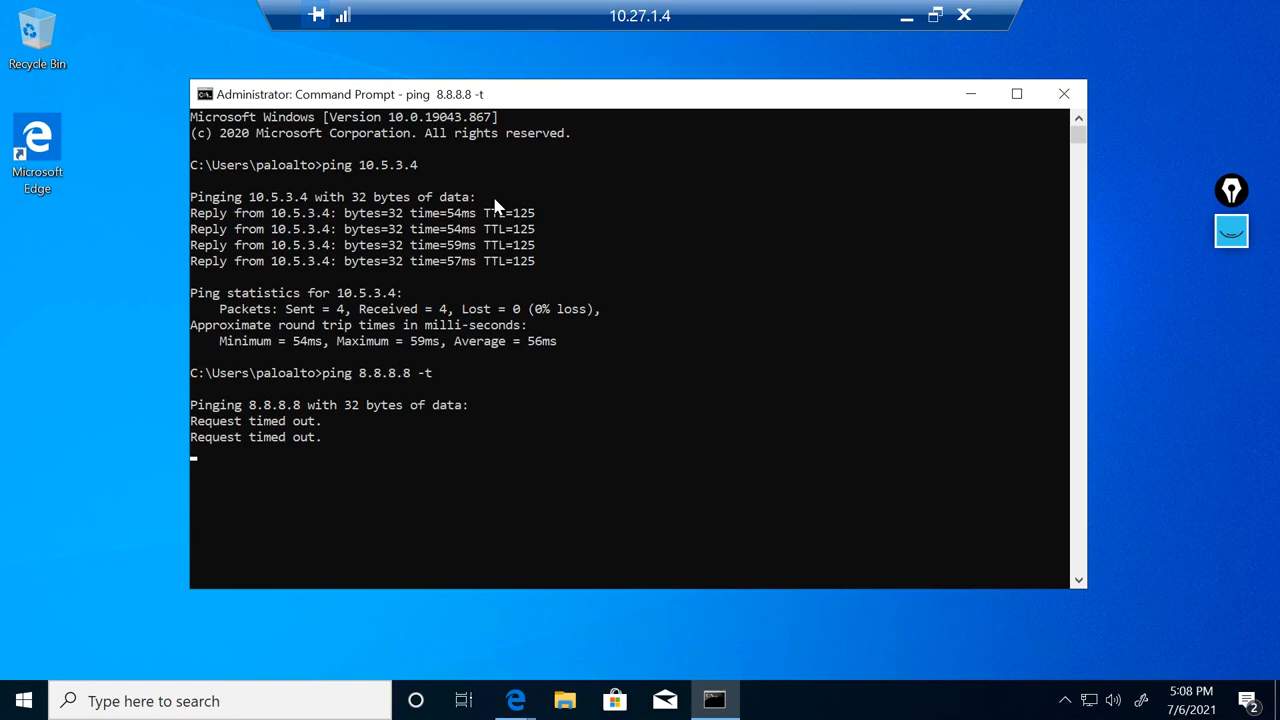 10.27.1.4
Recycle Bin
Microsoft
Edge
Administrator: Command Prompt - ping  8.8.8.8 -t
Microsoft Windows [Version 10.0.19043.867]
(c) 2020 Microsoft Corporation. All rights reserved.
C:\Users\paloalto>ping 10.5.3.4
Pinging 10.5.3.4 with 32 bytes of data:
Reply from 10.5.3.4: bytes=32 time=54ms TTL=125
Reply from 10.5.3.4: bytes=32 time=54ms TTL=125
Reply from 10.5.3.4: bytes=32 time=59ms TTL=125
Reply from 10.5.3.4: bytes=32 time=57ms TTL=125
Ping statistics for 10.5.3.4:
    Packets: Sent = 4, Received = 4, Lost = 0 (0% loss),
Approximate round trip times in milli-seconds:
    Minimum = 54ms, Maximum = 59ms, Average = 56ms
C:\Users\paloalto>ping 8.8.8.8 -t
Pinging 8.8.8.8 with 32 bytes of data:
Request timed out.
Request timed out.
Type here to search
5:08 PM
7/6/2021
2